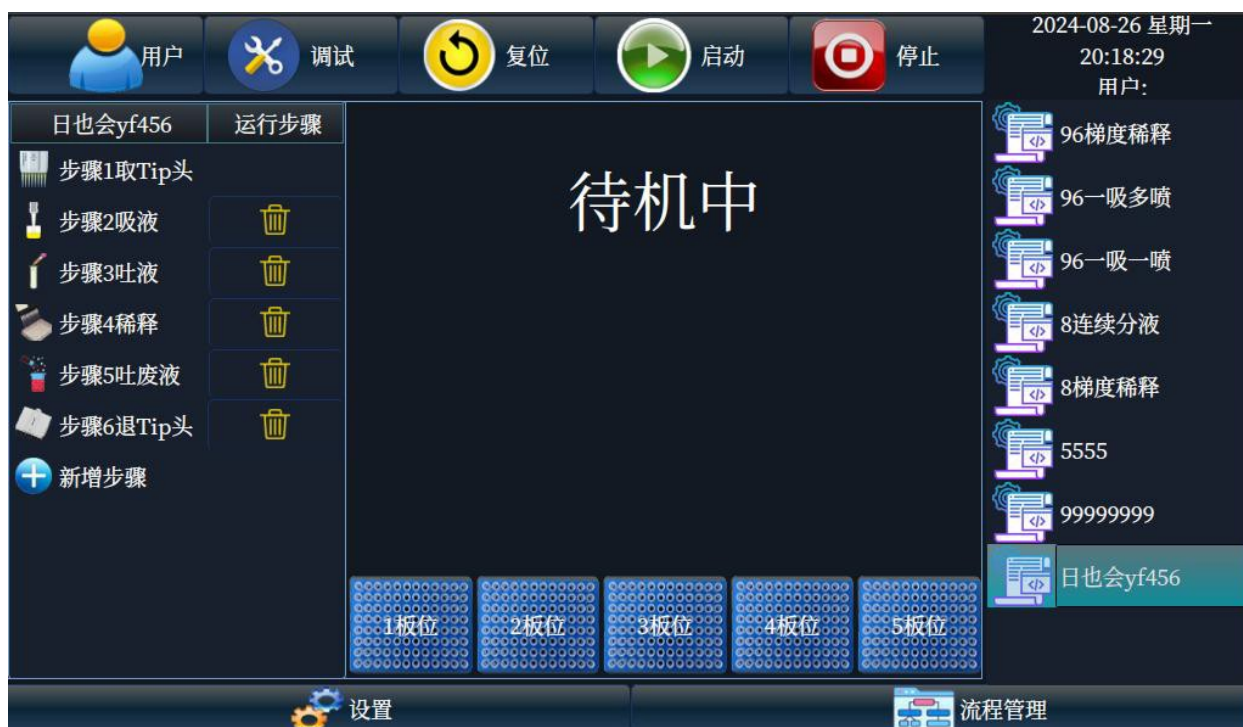 用户
调试
复位
启动
停止
2024-08-26 星期一
20:18:29
用户:
日也会yf456
运行步骤
步骤1取Tip头
步骤2吸液
步骤3吐液
步骤4稀释
步骤5吐废液
步骤6退Tip头
新增步骤
待机中
1板位
2板位
3板位
4板位
5板位
96梯度稀释
96一吸多喷
96一吸一喷
8连续分液
8梯度稀释
5555
99999999
日也会yf456
设置
流程管理